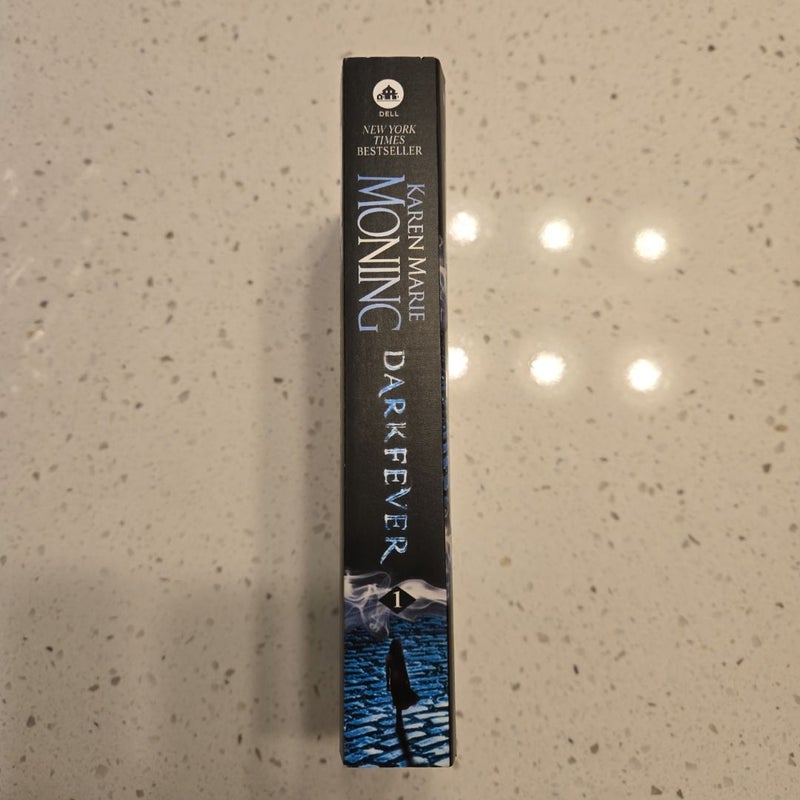 DELL
NEW YORK
TIMES
BESTSELLER
KAREN MARIE
MONING
DARKFEVER
1